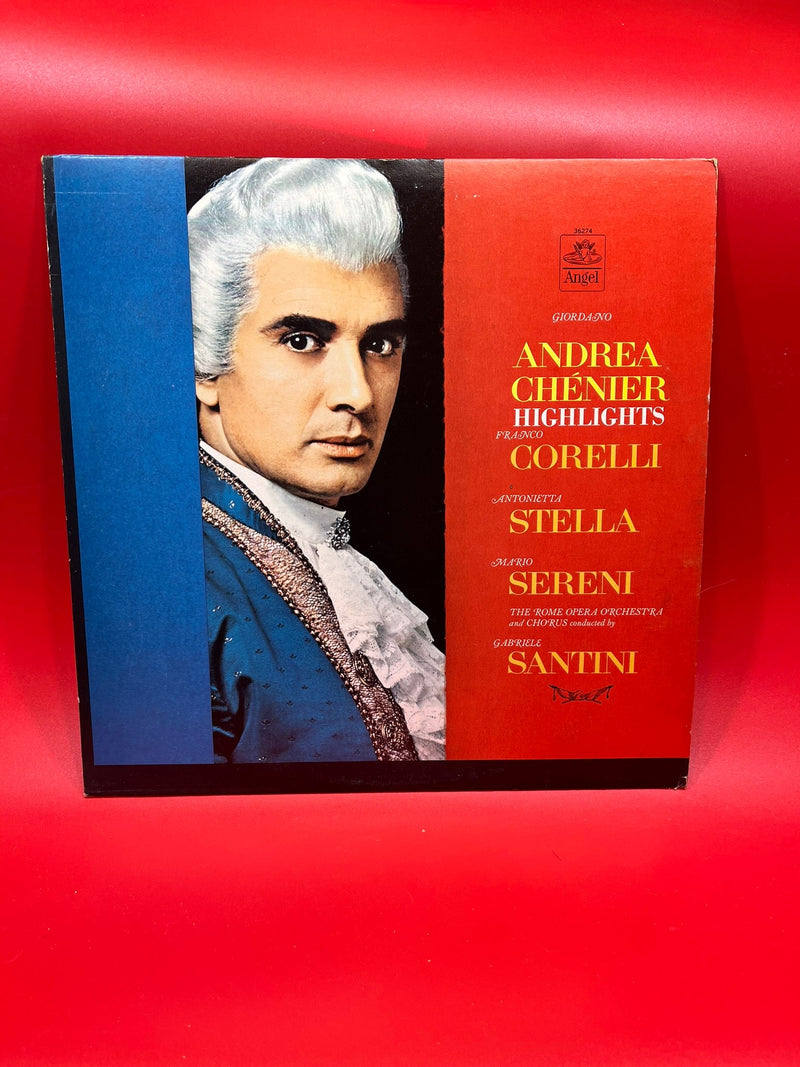 36274
Angel
GIORDANO
ANDREA
CHÉNIER
HIGHLIGHTS
FRANCO
CORELLI
ANTONIETTA
STELLA
MARIO
SERENI
THE ROME OPERA ORCHESTRA
and CHORUS conducted by
GABRIELE
SANTINI